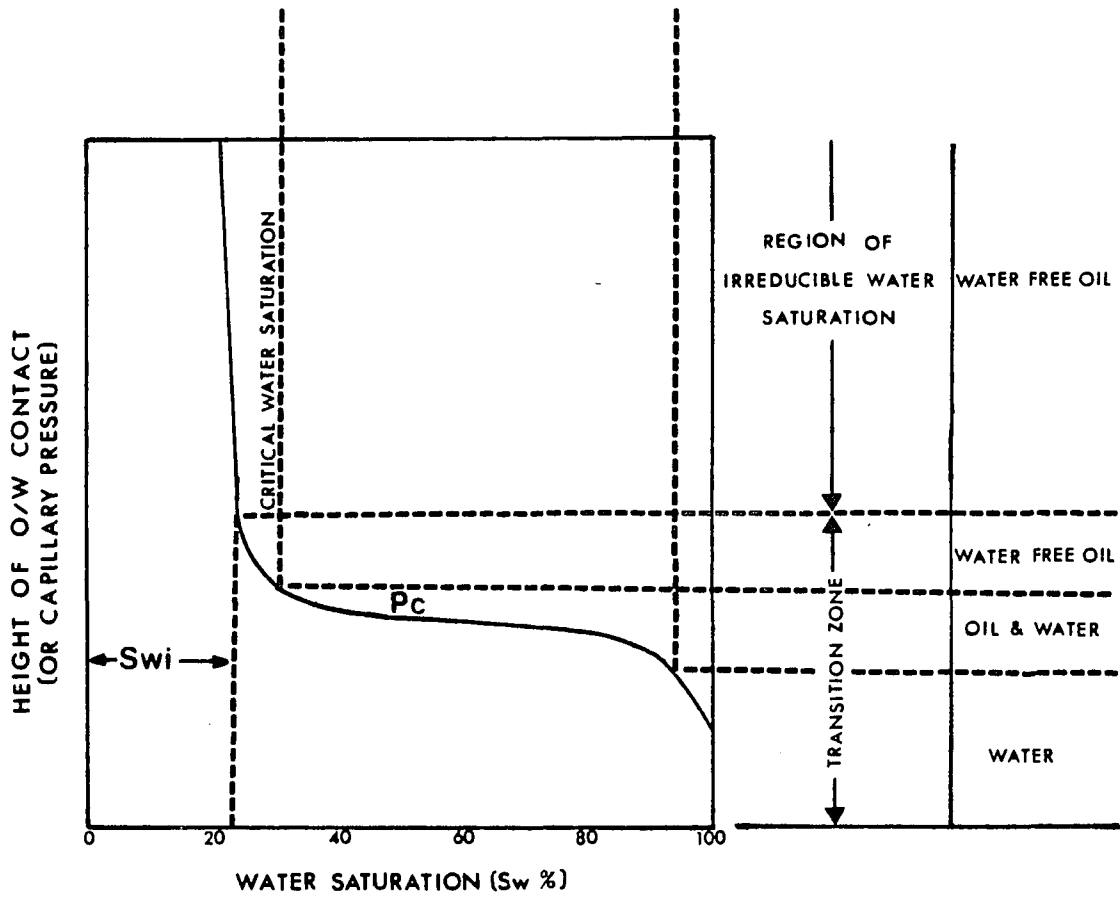 HEIGHT OF O/W CONTACT
(OR CAPILLARY PRESSURE)
CRITICAL WATER SATURATION
Pc
Swi
0 20 40 60 80 100
WATER SATURATION (Sw %)
REGION OF
IRREDUCIBLE WATER
SATURATION
TRANSITION ZONE
WATER FREE OIL
WATER FREE OIL
OIL & WATER
WATER